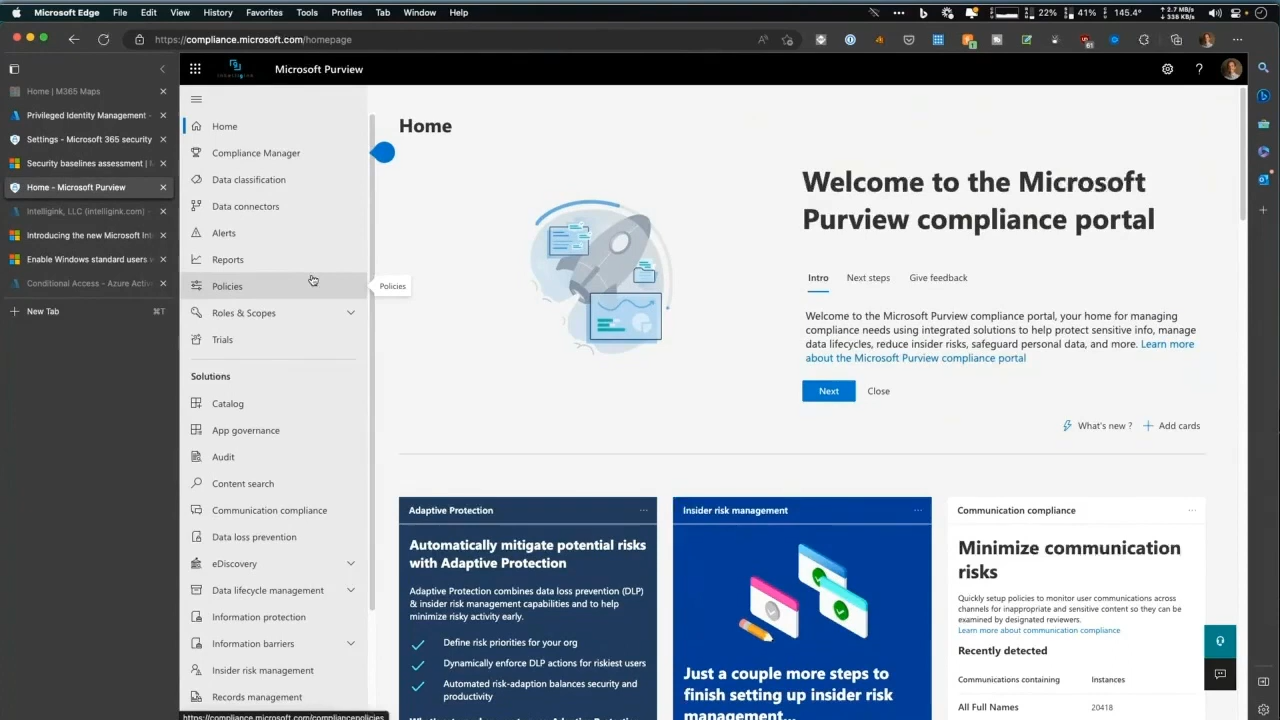 Microsoft Edge File Edit View History Favorites Tools Profiles Tab Window Help
22% 41% 145.4° 2.7 MB/s
338 KB/s
https://compliance.microsoft.com/homepage
61
Microsoft Purview
Home | M365 Maps
Privileged Identity Management -
Settings - Microsoft 365 security
Security baselines assessment |
Home - Microsoft Purview
Intelligink, LLC (intelligink.com) -
Introducing the new Microsoft Int
Enable Windows standard users
Conditional Access - Azure Activ
New Tab ⌘T
Home
Compliance Manager
Data classification
Data connectors
Alerts
Reports
Policies
Roles & Scopes
Trials
Solutions
Catalog
App governance
Audit
Content search
Communication compliance
Data loss prevention
eDiscovery
Data lifecycle management
Information protection
Information barriers
Insider risk management
Records management
https://compliance.microsoft.com/compliancepolicies
Policies
Home
Welcome to the Microsoft
Purview compliance portal
Intro Next steps Give feedback
Welcome to the Microsoft Purview compliance portal, your home for managing
compliance needs using integrated solutions to help protect sensitive info, manage
data lifecycles, reduce insider risks, safeguard personal data, and more. Learn more
about the Microsoft Purview compliance portal
Next Close
What's new ? Add cards
Adaptive Protection
Automatically mitigate potential risks
with Adaptive Protection
Adaptive Protection combines data loss prevention (DLP)
& insider risk management capabilities and to help
minimize risky activity early.
Define risk priorities for your org
Dynamically enforce DLP actions for riskiest users
Automated risk-adaption balances security and
productivity
Insider risk management
Just a couple more steps to
finish setting up insider risk
management...
Communication compliance
Minimize communication
risks
Quickly setup policies to monitor user communications across
channels for inappropriate and sensitive content so they can be
examined by designated reviewers.
Learn more about communication compliance
Recently detected
Communications containing Instances
All Full Names 20418